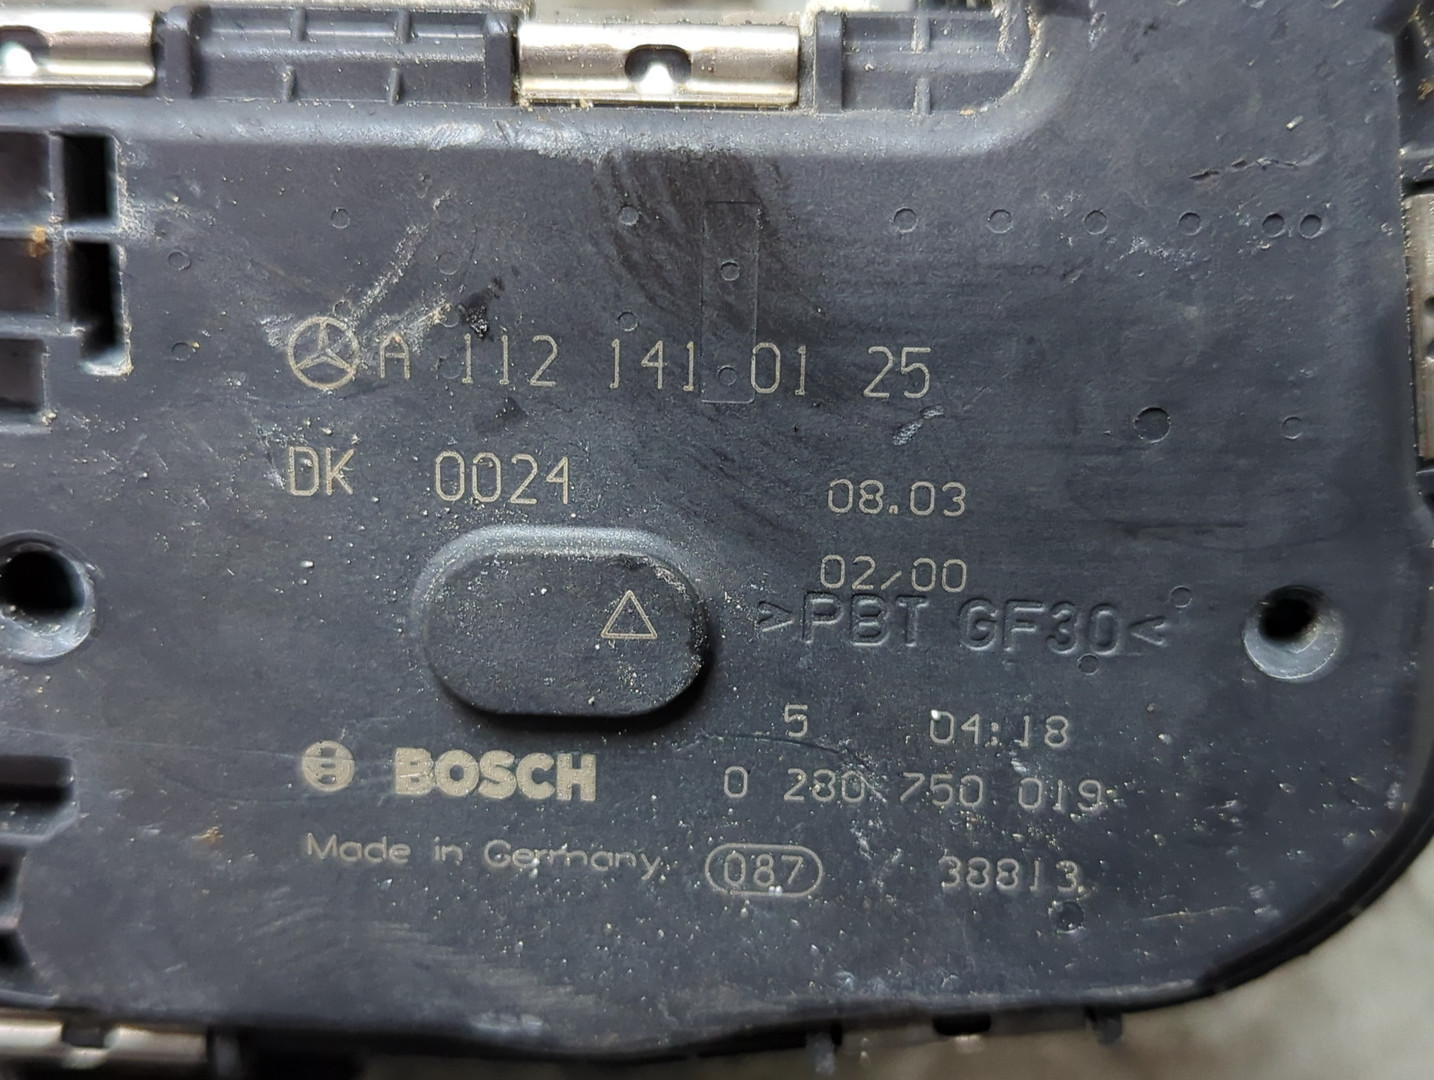 A 112 141 01 25
DK 0024
08.03
02/00
>PBT GF30<
5 04:18
BOSCH 0 280 750 019
Made in Germany 087 38813